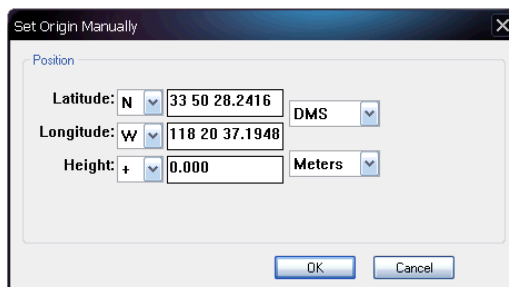 Set Origin Manually
Position
Latitude: N 33 50 28.2416 DMS
Longitude: W 118 20 37.1948
Height: + 0.000 Meters
OK Cancel